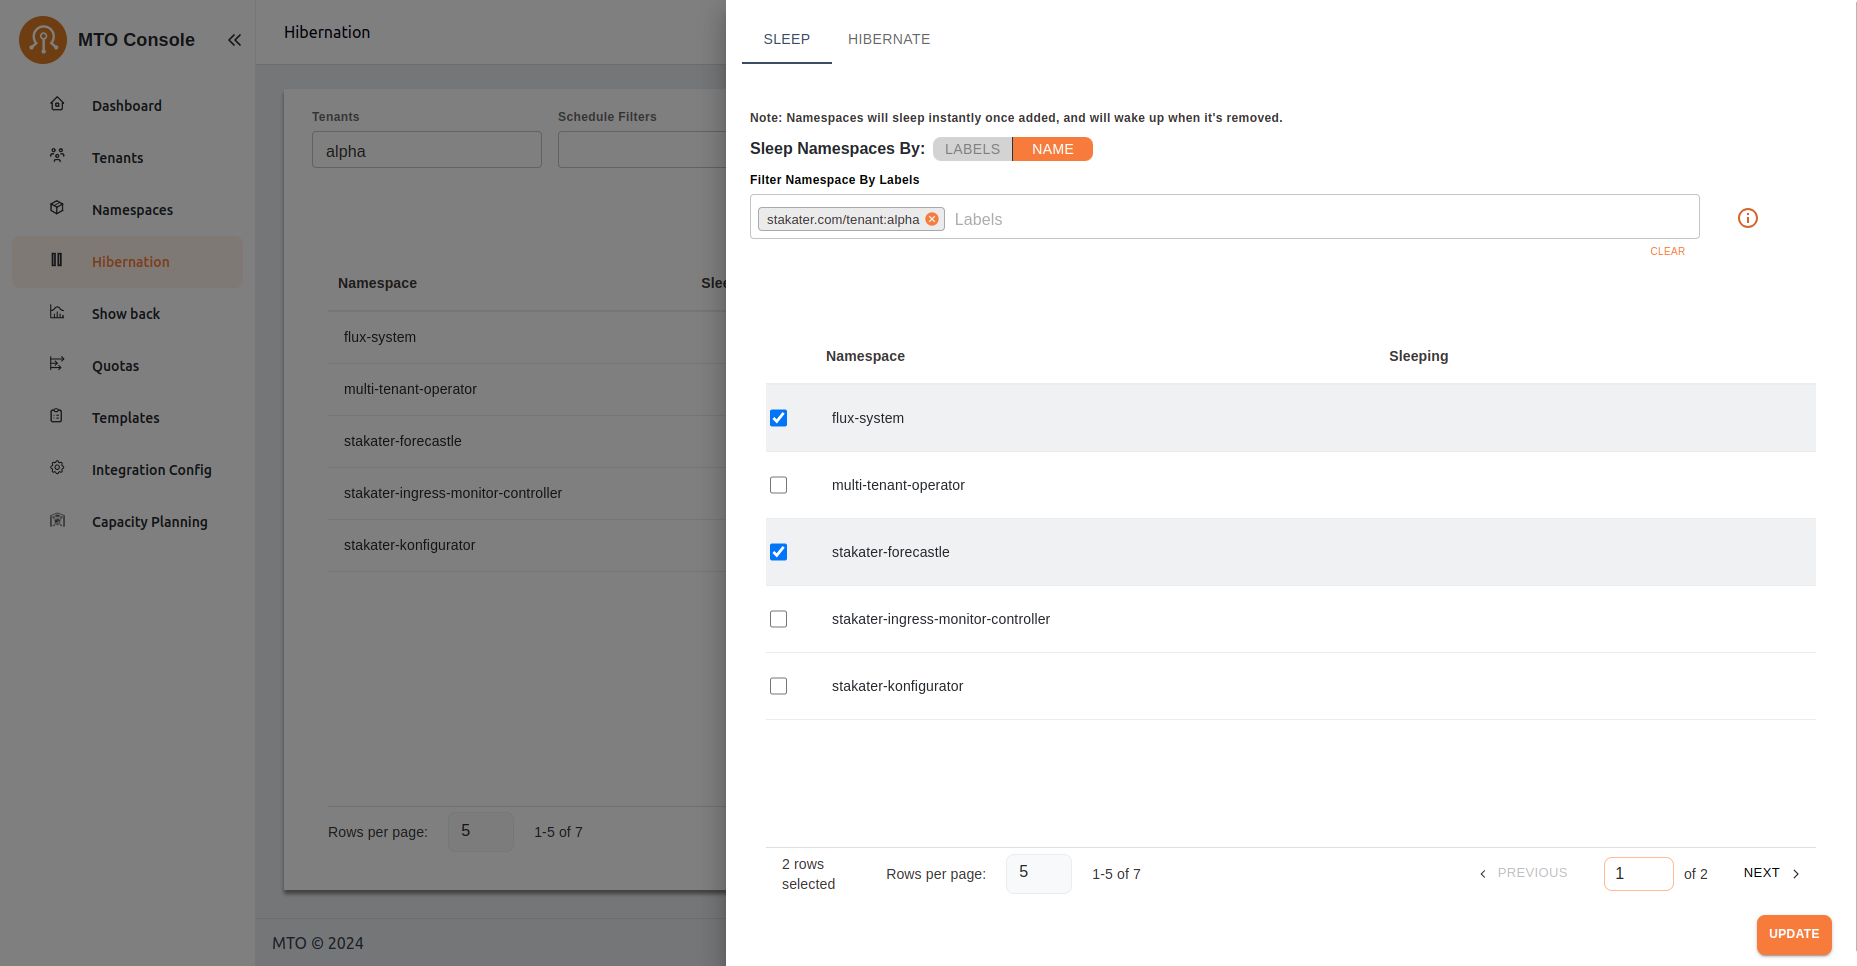 MTO Console
Dashboard
Tenants
Namespaces
Hibernation
Show back
Quotas
Templates
Integration Config
Capacity Planning
Hibernation
Tenants
Schedule Filters
alpha
Namespace
Slee
flux-system
multi-tenant-operator
stakater-forecastle
stakater-ingress-monitor-controller
stakater-konfigurator
Rows per page: 5 1-5 of 7
MTO © 2024
SLEEP HIBERNATE
Note: Namespaces will sleep instantly once added, and will wake up when it's removed.
Sleep Namespaces By: LABELS NAME
Filter Namespace By Labels
stakater.com/tenant:alpha Labels
CLEAR
Namespace Sleeping
flux-system
multi-tenant-operator
stakater-forecastle
stakater-ingress-monitor-controller
stakater-konfigurator
2 rows
selected
Rows per page: 5 1-5 of 7
PREVIOUS 1 of 2 NEXT
UPDATE